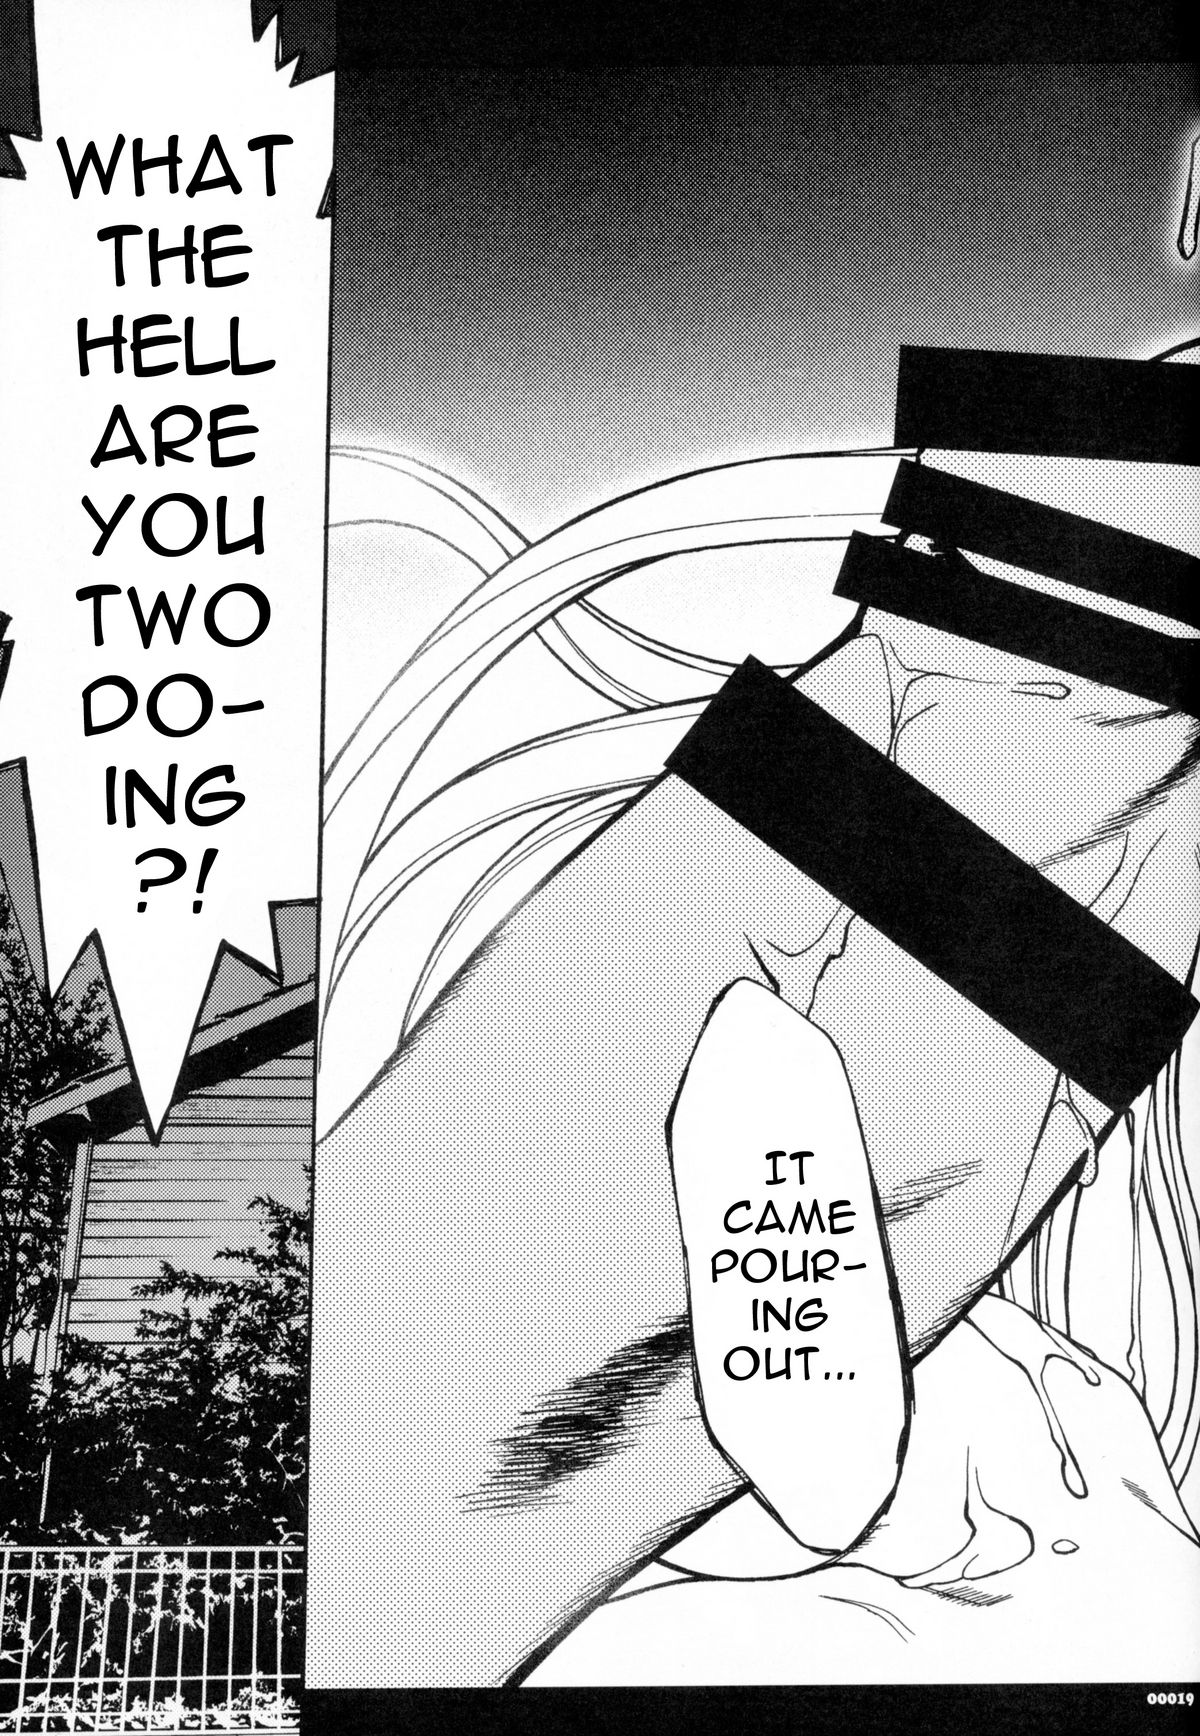 IT
CAME
POUR-
ING
OUT...
WHAT
THE
HELL
ARE
YOU
TWO
DO-
ING
?!
00019